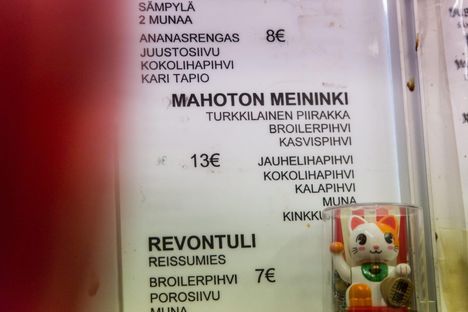 SÄMPYLÄ
2 MUNAA
ANANASRENGAS 8€
JUUSTOSIIVU
KOKOLIHAPIHVI
KARI TAPIO
MAHOTON MEININKI
TURKKILAINEN PIIRAKKA
BROILERPIHVI
KASVISPIHVI
13€ JAUHELIHAPIHVI
KOKOLIHAPIHVI
KALAPIHVI
MUNA
REVONTULI
REISSUMIES
BROILERPIHVI 7€
POROSIIVU
MUNA